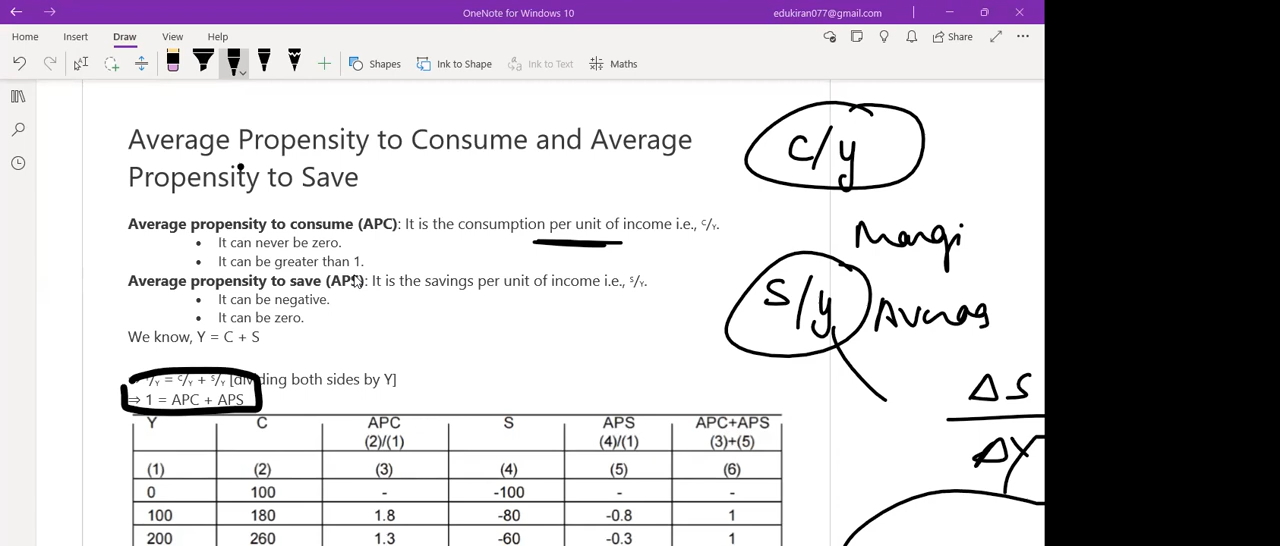 OneNote for Windows 10
edukiran077@gmail.com
Home Insert Draw View Help
Share
Shapes Ink to Shape Ink to Text Maths
Average Propensity to Consume and Average
Propensity to Save
Average propensity to consume (APC): It is the consumption per unit of income i.e., C/Y.
• It can never be zero.
• It can be greater than 1.
Average propensity to save (APS): It is the savings per unit of income i.e., S/Y.
• It can be negative.
• It can be zero.
We know, Y = C + S
= C/Y + S/Y [dividing both sides by Y]
⇒ 1 = APC + APS
Y C APC S APS APC+APS
(2)/(1) (4)/(1) (3)+(5)
(1) (2) (3) (4) (5) (6)
0 100 - -100 - -
100 180 1.8 -80 -0.8 1
200 260 1.3 -60 -0.3 1
C/y
Margi
S/y
ΔS
ΔY